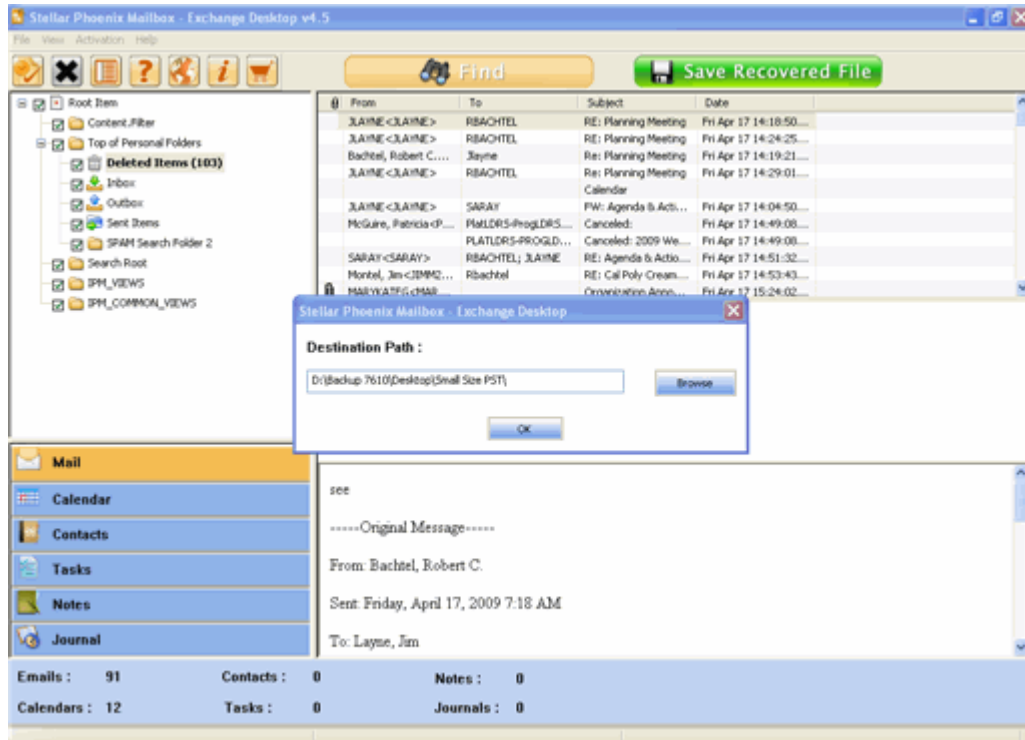 Stellar Phoenix Mailbox - Exchange Desktop v4.5
File View Activation Help
Find
Save Recovered File
Root Item
Content.Filter
Top of Personal Folders
Deleted Items (103)
Inbox
Outbox
Sent Items
SPAM Search Folder 2
Search Root
IPM_VIEWS
IPM_COMMON_VIEWS
From To Subject Date
JLAYNE<JLAYNE> RBACHTEL RE: Planning Meeting Fri Apr 17 14:18:50....
JLAYNE<JLAYNE> RBACHTEL RE: Planning Meeting Fri Apr 17 14:24:25....
Bachtel, Robert C.... Jlayne Re: Planning Meeting Fri Apr 17 14:19:21....
JLAYNE<JLAYNE> RBACHTEL Re: Planning Meeting Fri Apr 17 14:29:01....
Calendar
JLAYNE<JLAYNE> SARAY FW: Agenda & Acti... Fri Apr 17 14:04:50....
McGuire, Patricia<P.... PlatLDRS-ProgLDRS.... Canceled: Fri Apr 17 14:49:08....
PLATLDRS-PROGLD... Canceled: 2009 We.... Fri Apr 17 14:49:08....
SARAY<SARAY> RBACHTEL; JLAYNE RE: Agenda & Actio... Fri Apr 17 14:51:32....
Montel, Jim<JIMM2... Rbachtel RE: Cal Poly Cream.... Fri Apr 17 14:53:43....
MARYKATEG<MAR... Organization Anno... Fri Apr 17 15:24:02....
Stellar Phoenix Mailbox - Exchange Desktop
Destination Path :
D:\Backup 7610\Desktop\Small Size PST\
Browse
OK
Mail
Calendar
Contacts
Tasks
Notes
Journal
see
-----Original Message-----
From: Bachtel, Robert C.
Sent: Friday, April 17, 2009 7:18 AM
To: Layne, Jim
Emails : 91 Contacts : 0 Notes : 0
Calendars : 12 Tasks : 0 Journals : 0